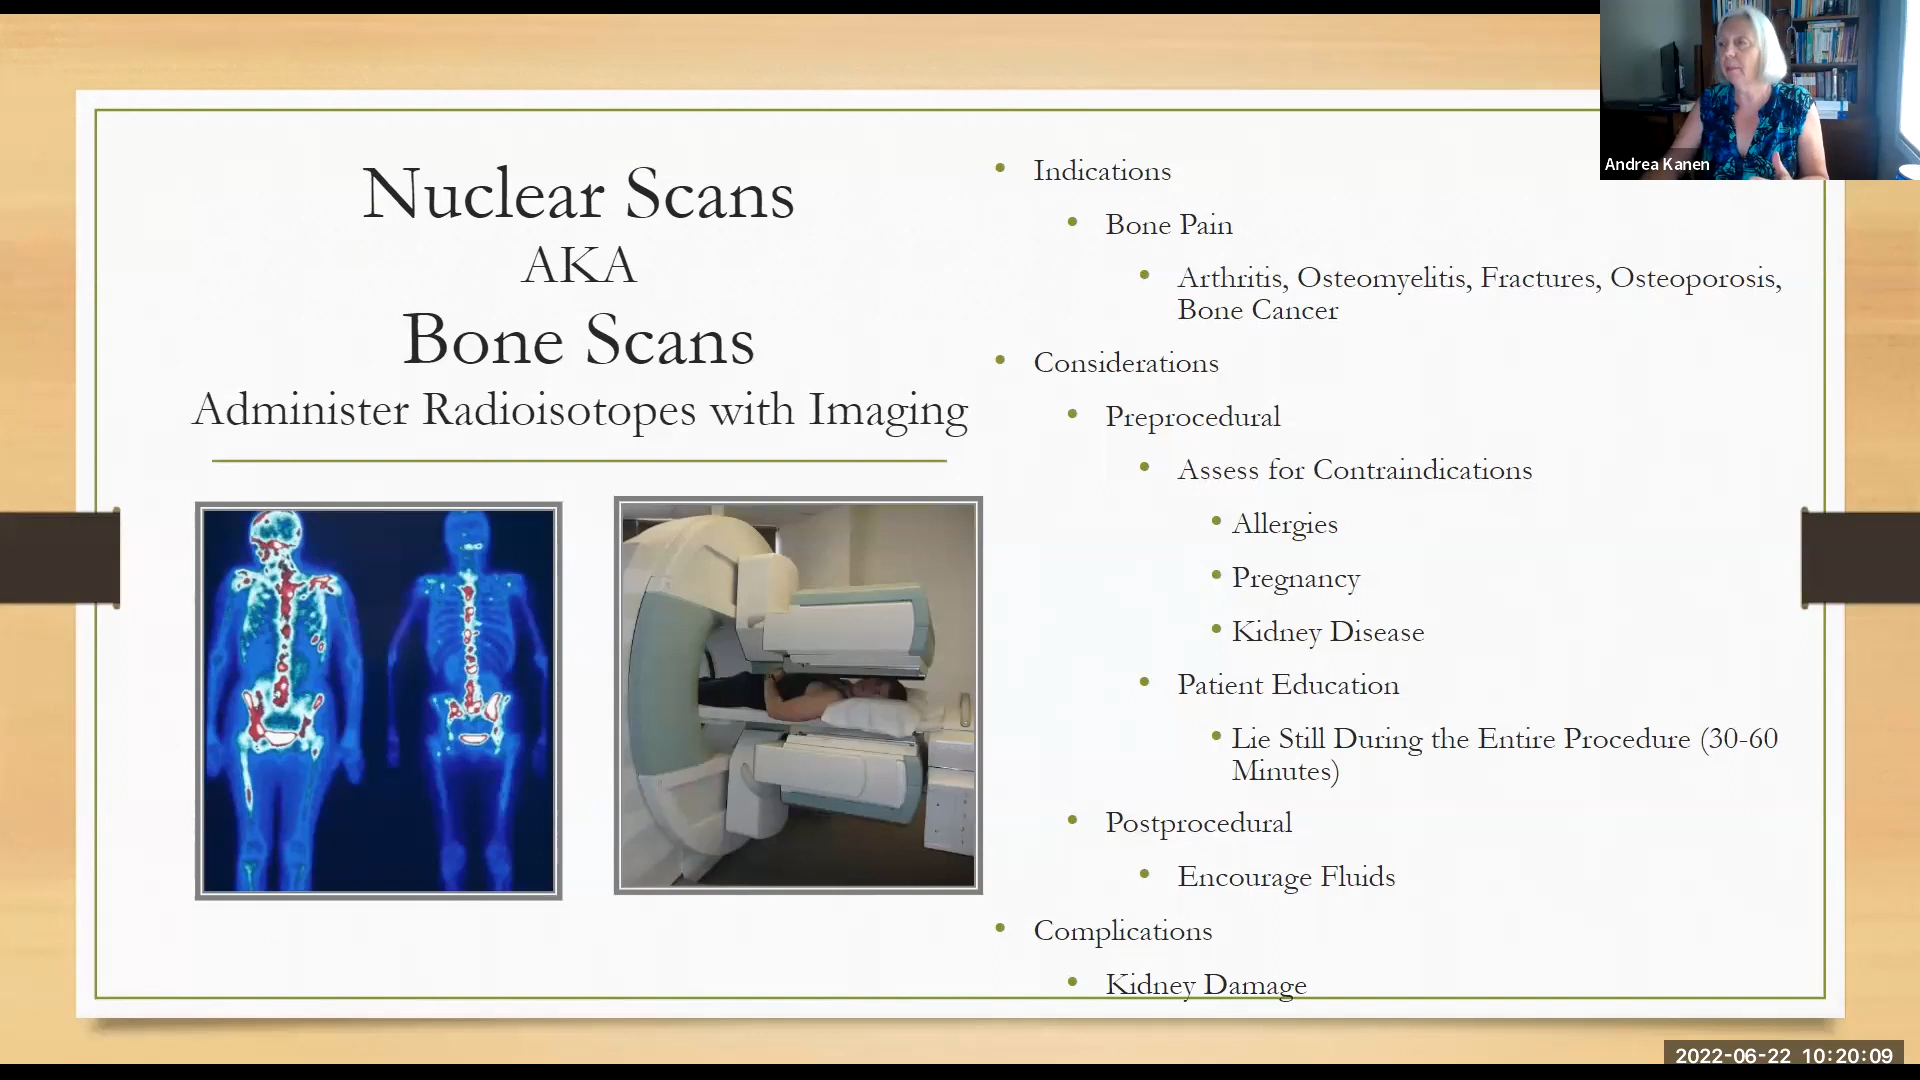 Nuclear Scans
AKA
Bone Scans
Administer Radioisotopes with Imaging
• Indications
• Bone Pain
• Arthritis, Osteomyelitis, Fractures, Osteoporosis,
Bone Cancer
• Considerations
• Preprocedural
• Assess for Contraindications
• Allergies
• Pregnancy
• Kidney Disease
• Patient Education
• Lie Still During the Entire Procedure (30-60
Minutes)
• Postprocedural
• Encourage Fluids
• Complications
• Kidney Damage
Andrea Kanen
2022-06-22 10:20:09